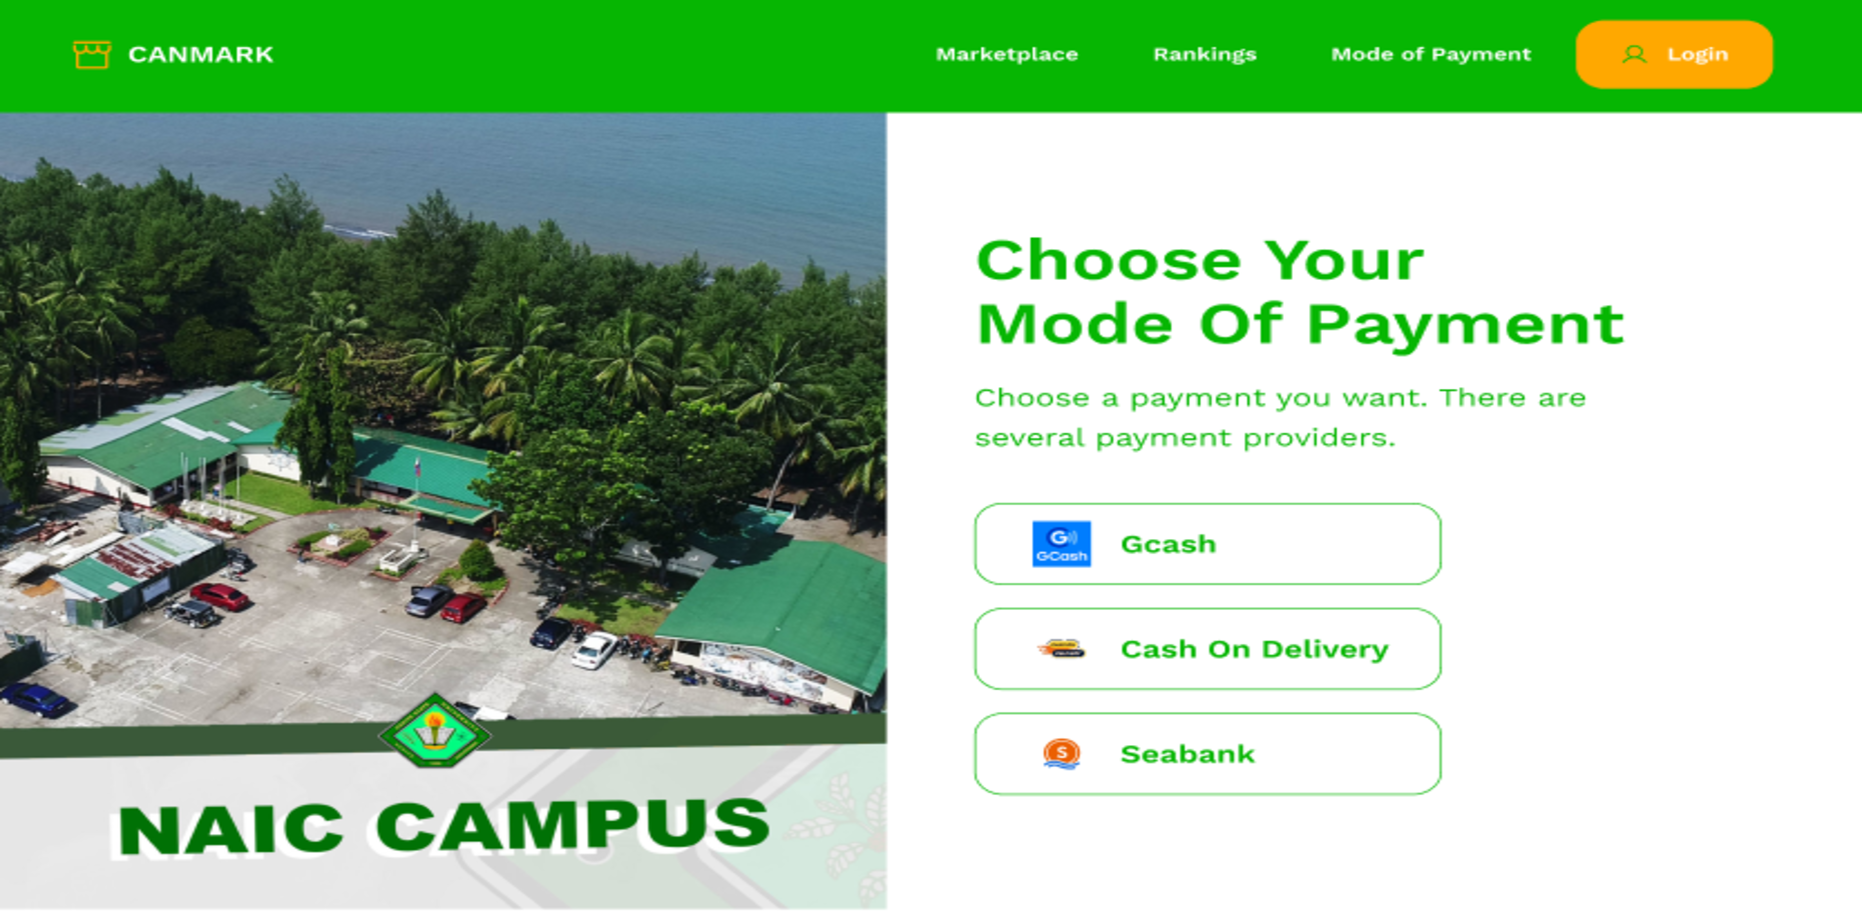 CANMARK
Marketplace
Rankings
Mode of Payment
Login
NAIC CAMPUS
Choose Your
Mode Of Payment
Choose a payment you want. There are
several payment providers.
G
GCash
Gcash
Cash On Delivery
S
Seabank